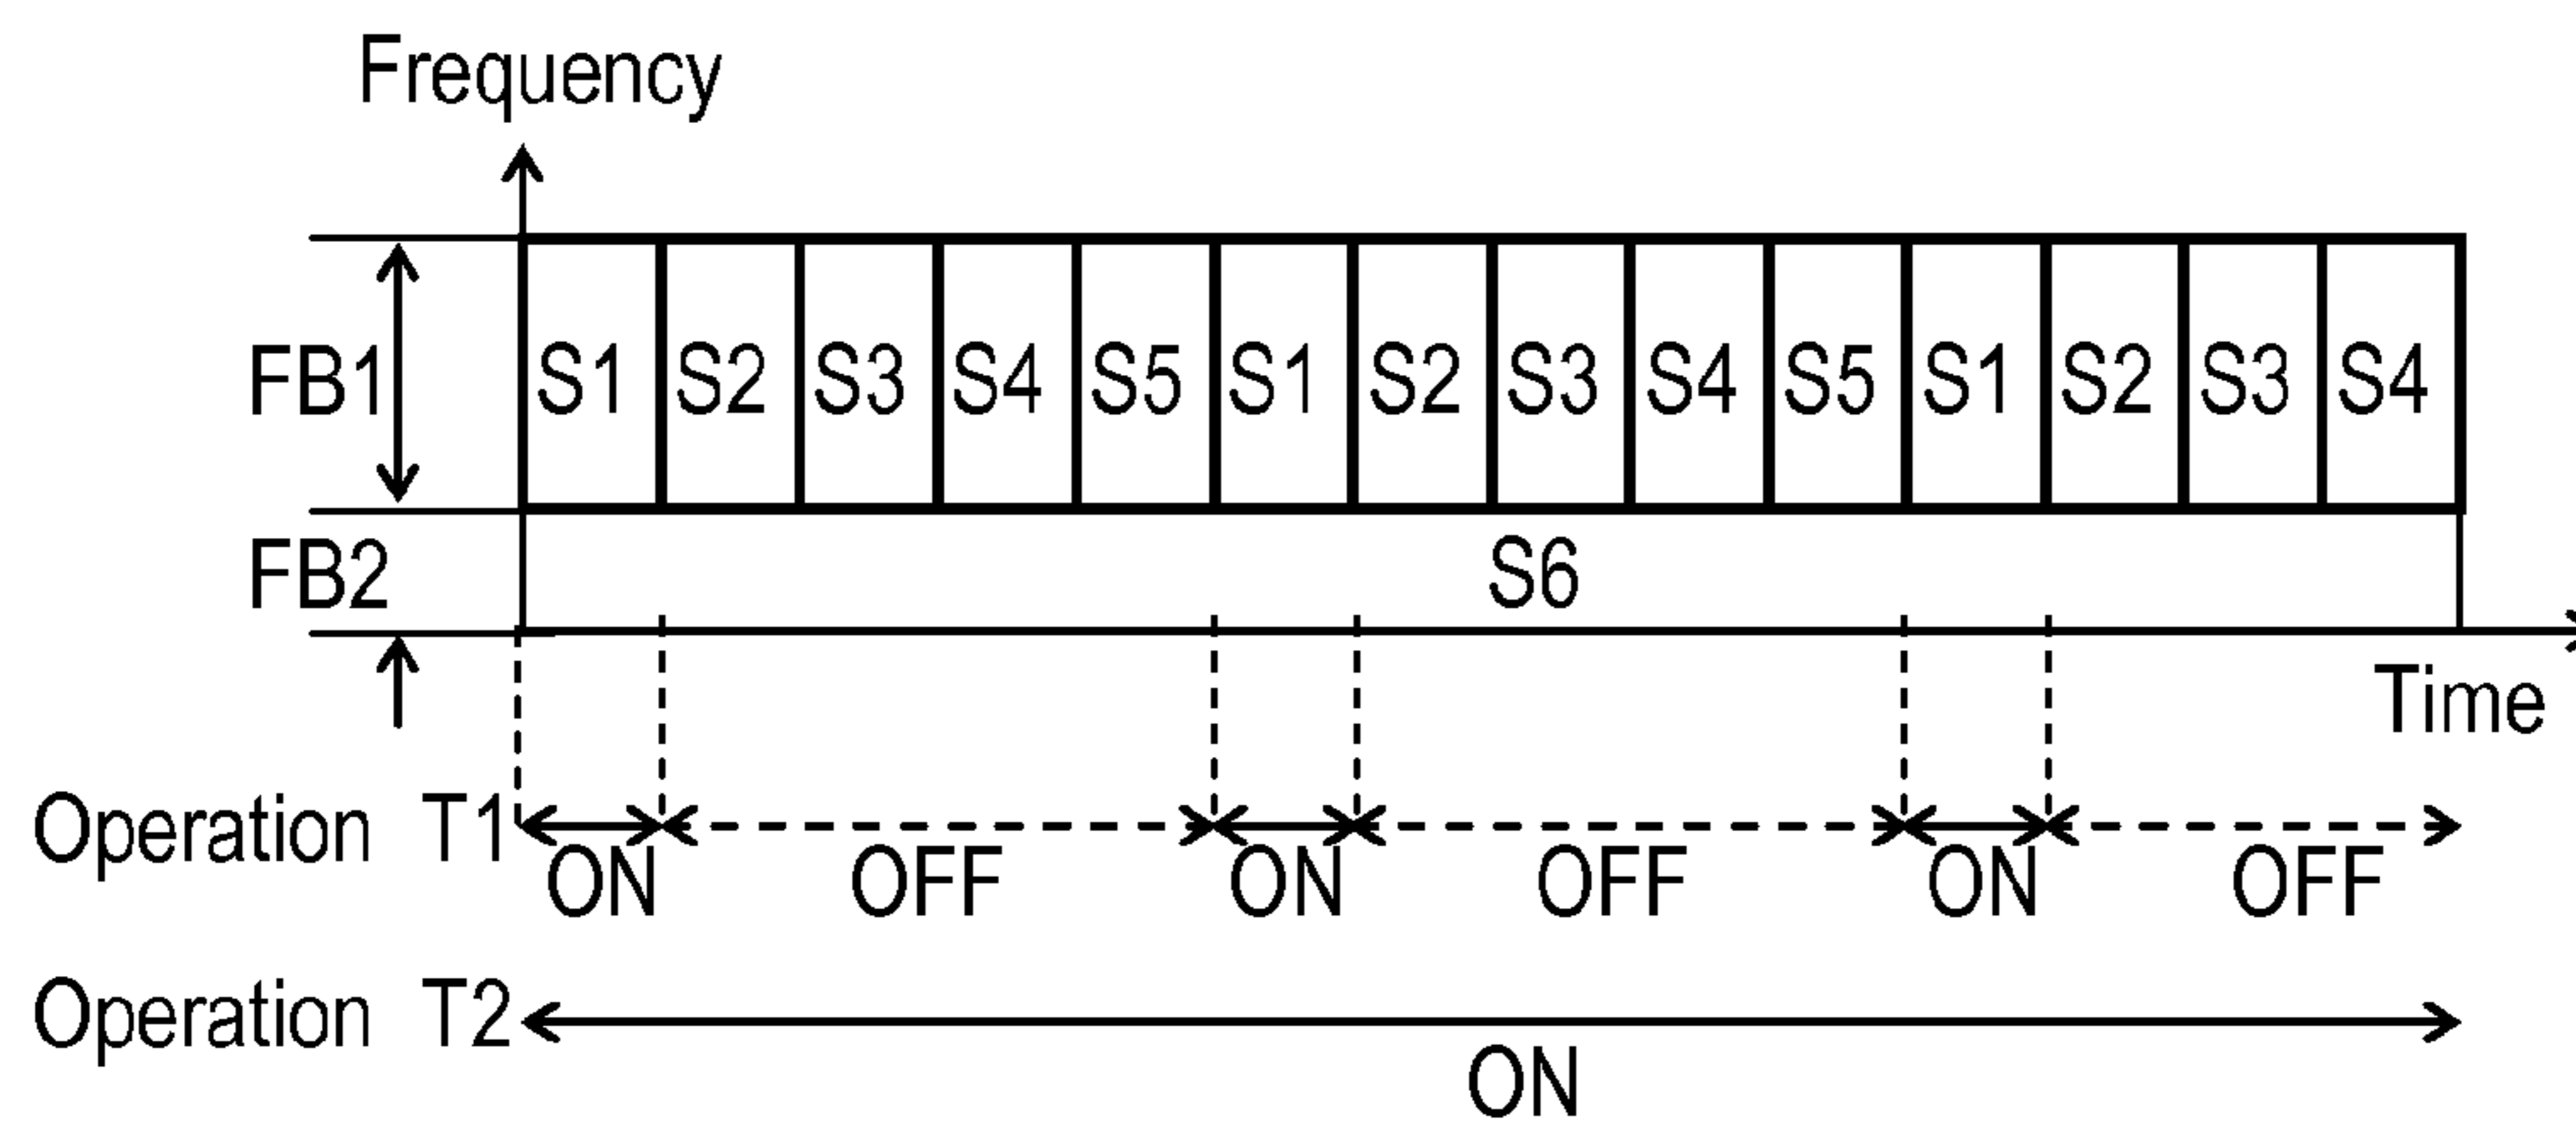 Frequency
FB1 S1 S2 S3 S4 S5 S1 S2 S3 S4 S5 S1 S2 S3 S4
FB2 S6
Time
Operation T1
ON OFF ON OFF ON OFF
Operation T2
ON